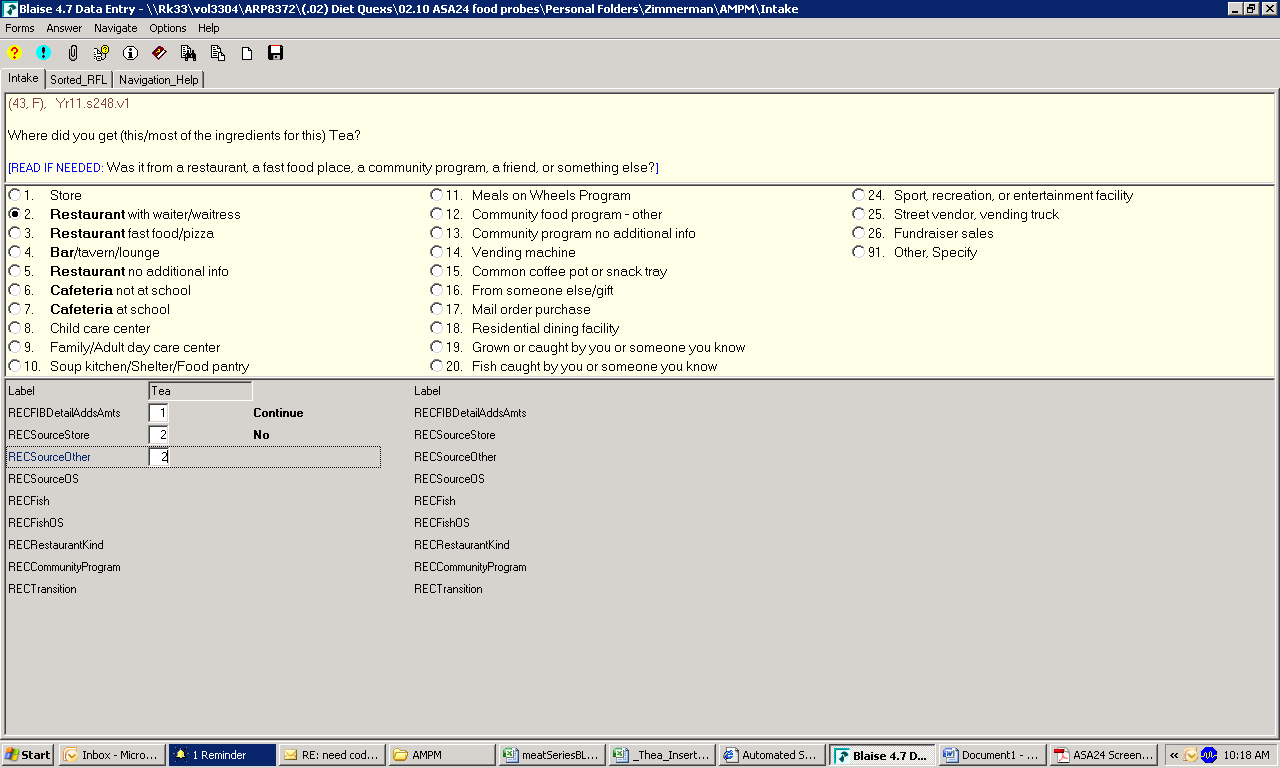 Blaise 4.7 Data Entry - \\Rk33\vol3304\ARP8372\(.02) Diet Quexs\02.10 ASA24 food probes\Personal Folders\Zimmerman\AMPM\Intake
Forms Answer Navigate Options Help
Intake Sorted_RFL Navigation_Help
(43, F), Yr11.s248.v1
Where did you get (this/most of the ingredients for this) Tea?
[READ IF NEEDED: Was it from a restaurant, a fast food place, a community program, a friend, or something else?]
1. Store
2. Restaurant with waiter/waitress
3. Restaurant fast food/pizza
4. Bar/tavern/lounge
5. Restaurant no additional info
6. Cafeteria not at school
7. Cafeteria at school
8. Child care center
9. Family/Adult day care center
10. Soup kitchen/Shelter/Food pantry
11. Meals on Wheels Program
12. Community food program - other
13. Community program no additional info
14. Vending machine
15. Common coffee pot or snack tray
16. From someone else/gift
17. Mail order purchase
18. Residential dining facility
19. Grown or caught by you or someone you know
20. Fish caught by you or someone you know
24. Sport, recreation, or entertainment facility
25. Street vendor, vending truck
26. Fundraiser sales
91. Other, Specify
Label Tea
RECFIBDetailAddsAmts 1 Continue
RECSourceStore 2 No
RECSourceOther 2
RECSourceOS
RECFish
RECFishOS
RECRestaurantKind
RECCommunityProgram
RECTransition
Label
RECFIBDetailAddsAmts
RECSourceStore
RECSourceOther
RECSourceOS
RECFish
RECFishOS
RECRestaurantKind
RECCommunityProgram
RECTransition
Start Inbox - Micro... 1 Reminder RE: need cod... AMPM meatSeriesBL... _Thea_Insert... Automated S... Blaise 4.7 D... Document1 - ... ASA24 Screen... « 10:18 AM